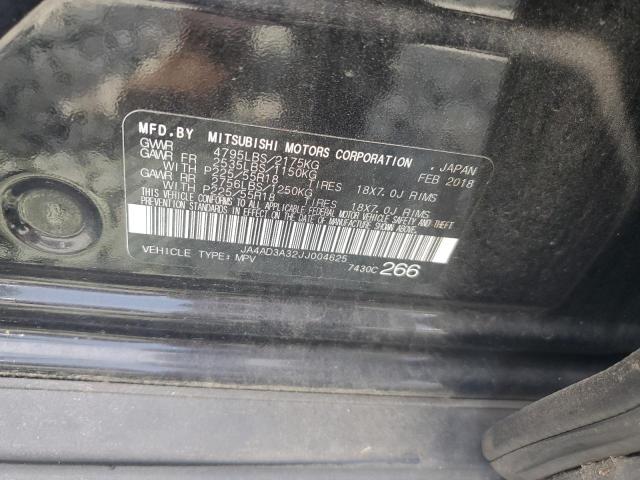 MFD.BY MITSUBISHI MOTORS CORPORATION , JAPAN
GVWR 4795LBS/2175KG FEB 2018
GAWR FR 2535LBS/1150KG
WITH P225/55R18 TIRES 18X7.0J RIMS
GAWR RR 2756LBS/1250KG
WITH P225/55R18 TIRES 18X7.0J RIMS
THIS VEHICLE CONFORMS TO ALL APPLICABLE FEDERAL MOTOR VEHICLE SAFETY AND THEFT
PREVENTION STANDARDS IN EFFECT ON THE DATE OF MANUFACTURE SHOWN ABOVE.
JA4AD3A32JJ004625
VEHICLE TYPE: MPV 7430C 266